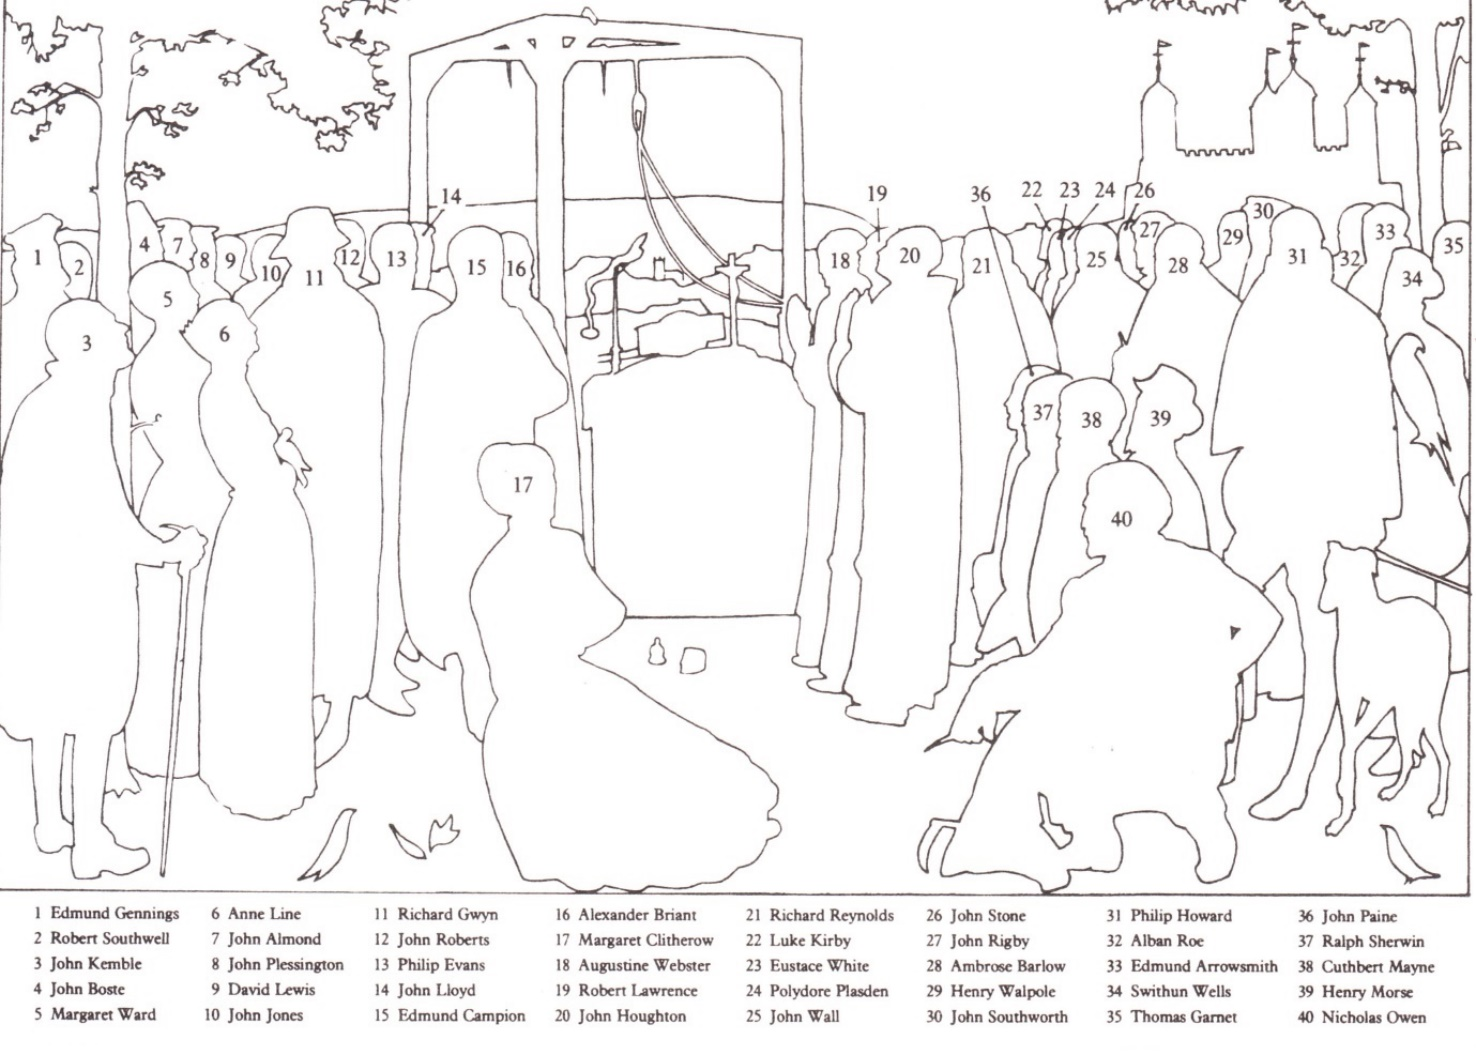 14
19
36
22
23
24
26
1
2
4
7
8
9
10
11
12
13
15
16
18
20
21
25
27
28
29
30
31
32
33
34
35
5
3
6
37
38
39
17
40
1 Edmund Gennings
2 Robert Southwell
3 John Kemble
4 John Boste
5 Margaret Ward
6 Anne Line
7 John Almond
8 John Plessington
9 David Lewis
10 John Jones
11 Richard Gwyn
12 John Roberts
13 Philip Evans
14 John Lloyd
15 Edmund Campion
16 Alexander Briant
17 Margaret Clitherow
18 Augustine Webster
19 Robert Lawrence
20 John Houghton
21 Richard Reynolds
22 Luke Kirby
23 Eustace White
24 Polydore Plasden
25 John Wall
26 John Stone
27 John Rigby
28 Ambrose Barlow
29 Henry Walpole
30 John Southworth
31 Philip Howard
32 Alban Roe
33 Edmund Arrowsmith
34 Swithun Wells
35 Thomas Garnet
36 John Paine
37 Ralph Sherwin
38 Cuthbert Mayne
39 Henry Morse
40 Nicholas Owen